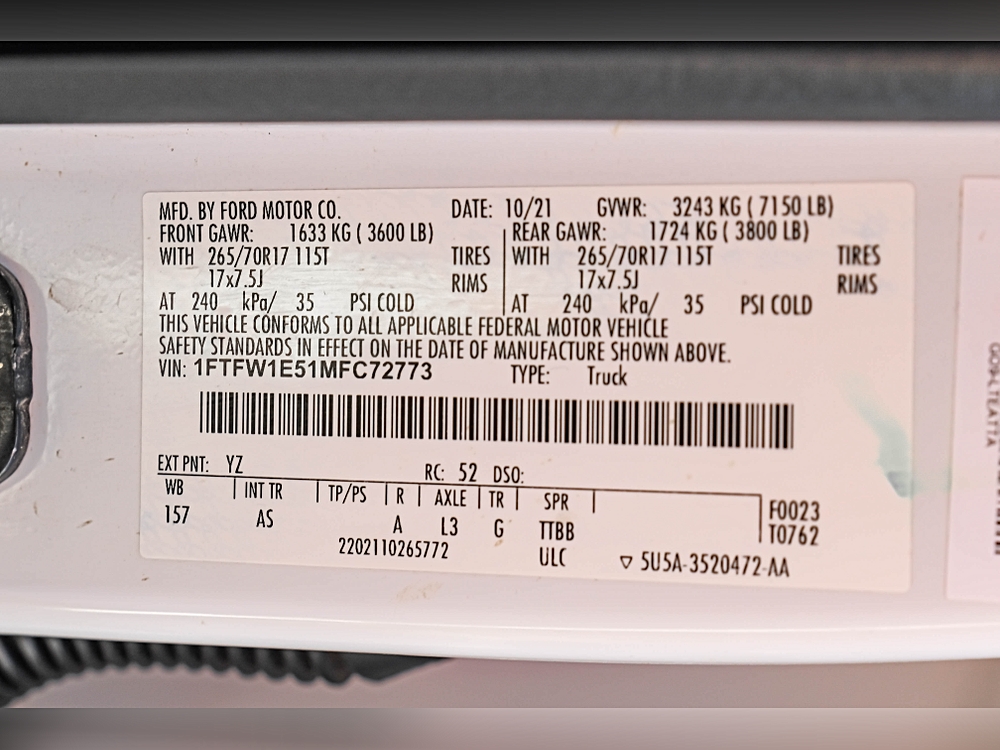 MFD. BY FORD MOTOR CO. DATE: 10/21 GVWR: 3243 KG ( 7150 LB)
FRONT GAWR: 1633 KG ( 3600 LB) REAR GAWR: 1724 KG ( 3800 LB)
WITH 265/70R17 115T TIRES WITH 265/70R17 115T TIRES
17x7.5J RIMS 17x7.5J RIMS
AT 240 kPa/ 35 PSI COLD AT 240 kPa/ 35 PSI COLD
THIS VEHICLE CONFORMS TO ALL APPLICABLE FEDERAL MOTOR VEHICLE
SAFETY STANDARDS IN EFFECT ON THE DATE OF MANUFACTURE SHOWN ABOVE.
VIN: 1FTFW1E51MFC72773 TYPE: Truck
EXT PNT: YZ RC: 52 DSO:
WB INT TR TP/PS R AXLE TR SPR F0023
157 AS A L3 G TTBB T0762
2202110265772 ULC ▽ 5U5A-3520472-AA